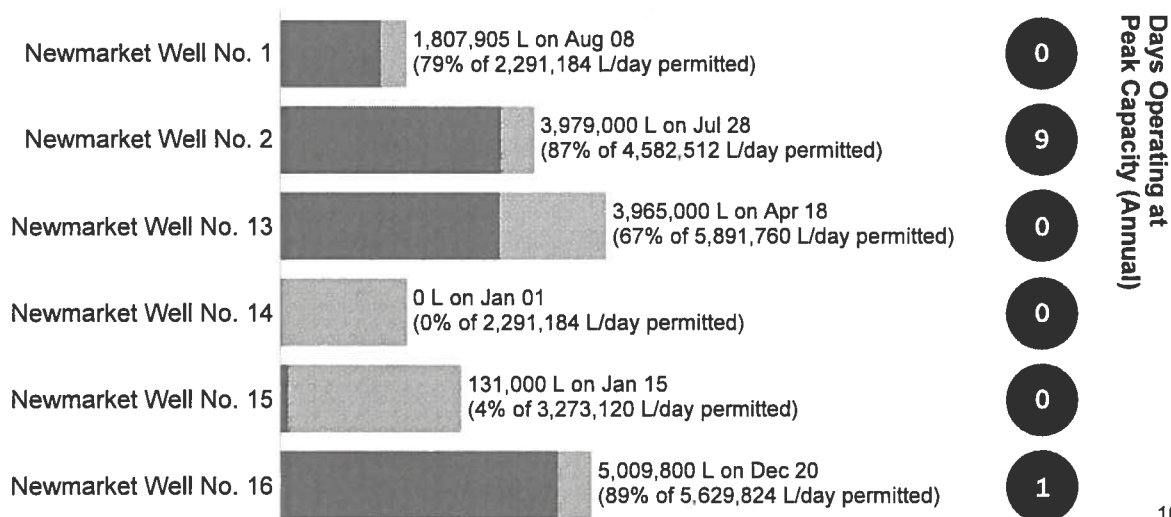 Newmarket Well No. 1
1,807,905 L on Aug 08
(79% of 2,291,184 L/day permitted)
0
Newmarket Well No. 2
3,979,000 L on Jul 28
(87% of 4,582,512 L/day permitted)
9
Newmarket Well No. 13
3,965,000 L on Apr 18
(67% of 5,891,760 L/day permitted)
0
Newmarket Well No. 14
0 L on Jan 01
(0% of 2,291,184 L/day permitted)
0
Newmarket Well No. 15
131,000 L on Jan 15
(4% of 3,273,120 L/day permitted)
0
Newmarket Well No. 16
5,009,800 L on Dec 20
(89% of 5,629,824 L/day permitted)
1
Days Operating at
Peak Capacity (Annual)